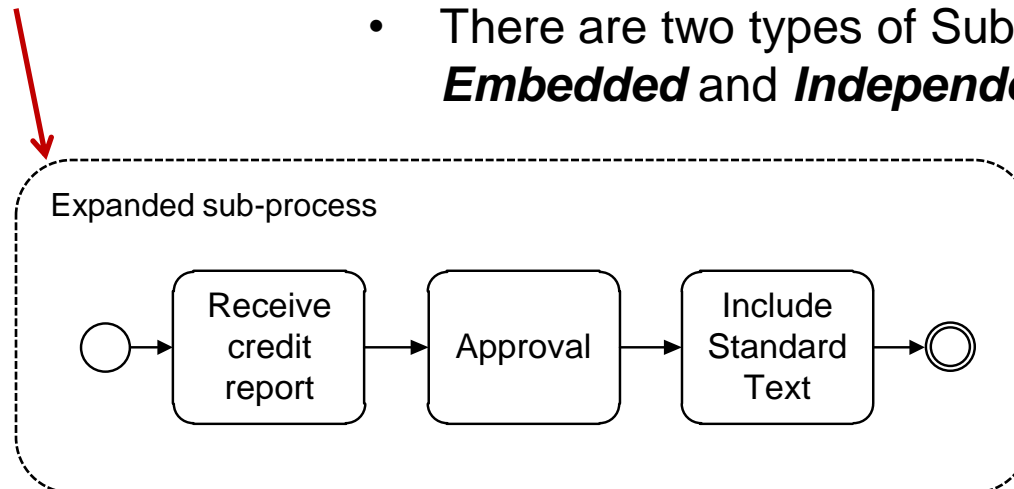 • There are two types of Sub
Embedded and Independe
Expanded sub-process
Receive
credit
report
Approval
Include
Standard
Text